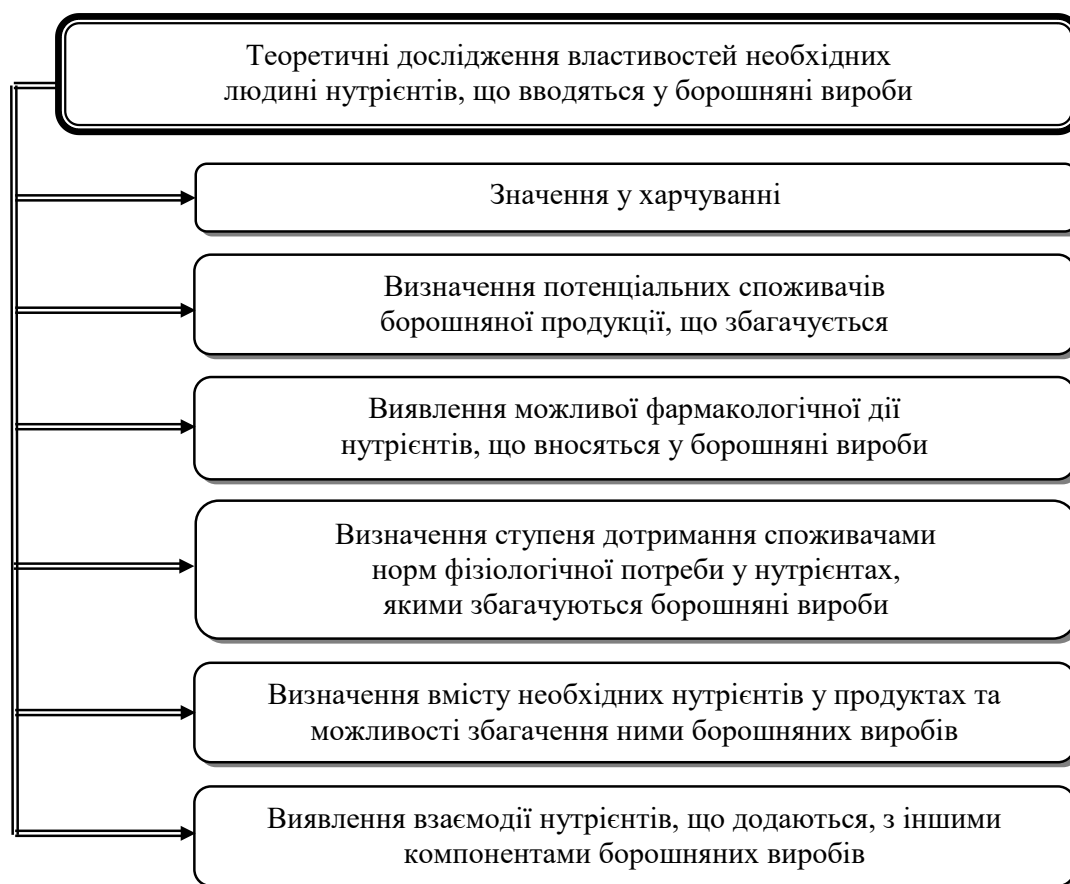 Теоретичні дослідження властивостей необхідних
людині нутрієнтів, що вводяться у борошняні вироби
Значення у харчуванні
Визначення потенціальних споживачів
борошняної продукції, що збагачується
Виявлення можливої фармакологічної дії
нутрієнтів, що вносяться у борошняні вироби
Визначення ступеня дотримання споживачами
норм фізіологічної потреби у нутрієнтах,
якими збагачуються борошняні вироби
Визначення вмісту необхідних нутрієнтів у продуктах та
можливості збагачення ними борошняних виробів
Виявлення взаємодії нутрієнтів, що додаються, з іншими
компонентами борошняних виробів